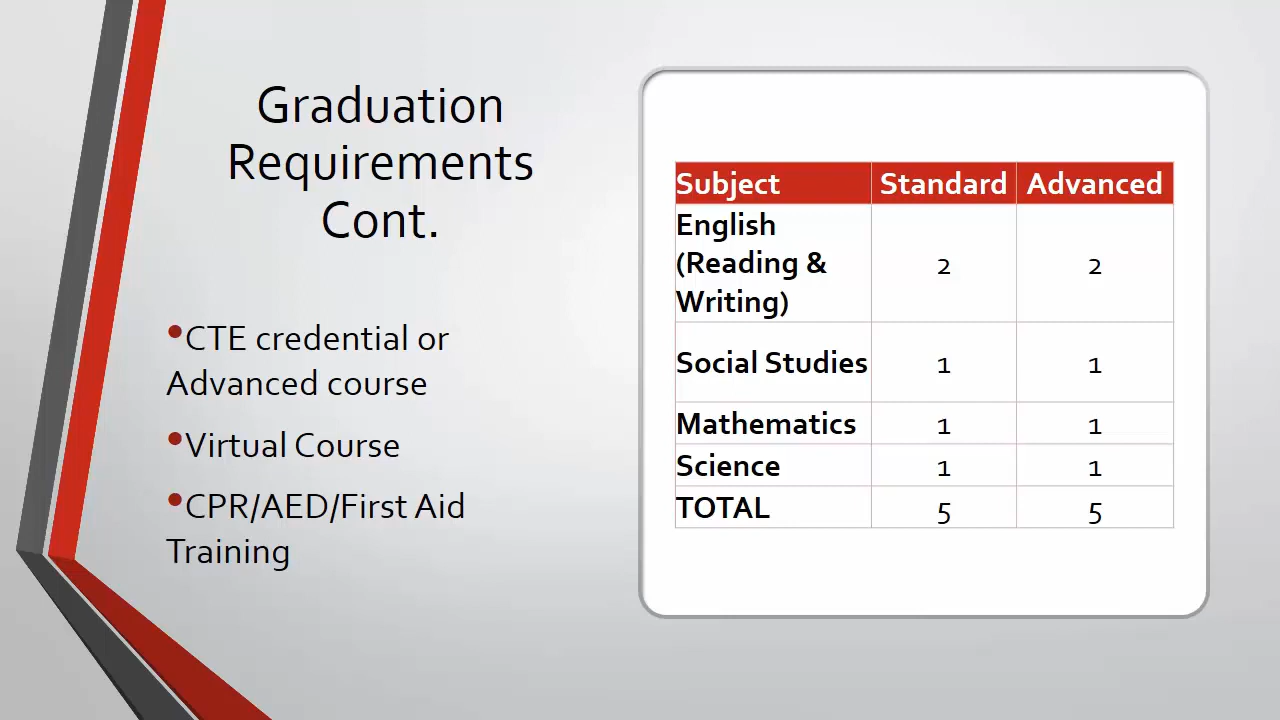 Graduation
Requirements
Cont.
•CTE credential or
Advanced course
•Virtual Course
•CPR/AED/First Aid
Training
Subject Standard Advanced
English
(Reading &
Writing) 2 2
Social Studies 1 1
Mathematics 1 1
Science 1 1
TOTAL 5 5